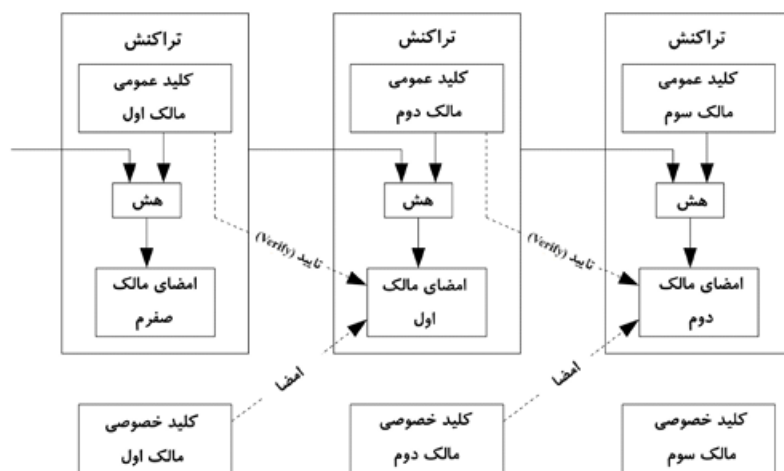 تراکنش
تراکنش
تراکنش
کلید عمومی
مالک سوم
کلید عمومی
مالک دوم
کلید عمومی
مالک اول
هش
هش
هش
تایید (Verify)
تایید (Verify)
امضای مالک
دوم
امضای مالک
اول
امضای مالک
صفرم
امضا
امضا
کلید خصوصی
مالک سوم
کلید خصوصی
مالک دوم
کلید خصوصی
مالک اول